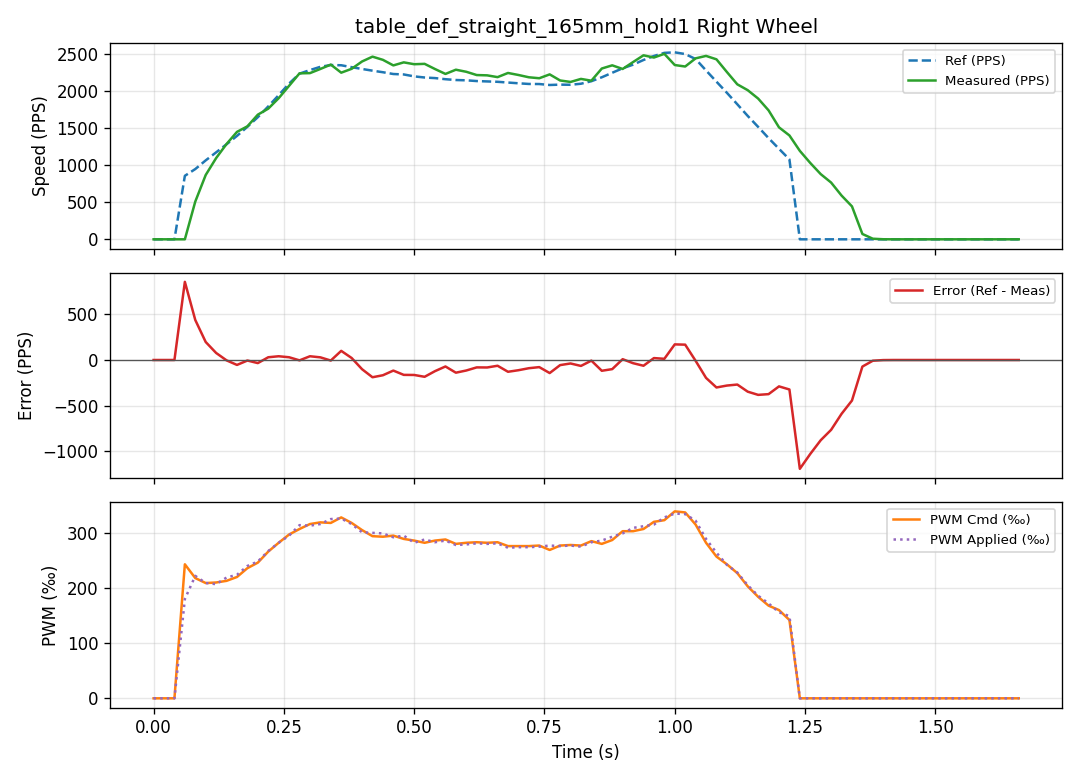 table_def_straight_165mm_hold1 Right Wheel
2500
2000
1500
1000
500
0
Speed (PPS)
Ref (PPS)
Measured (PPS)
500
0
−500
−1000
Error (PPS)
Error (Ref - Meas)
300
200
100
0
PWM (‰)
PWM Cmd (‰)
PWM Applied (‰)
0.00 0.25 0.50 0.75 1.00 1.25 1.50
Time (s)